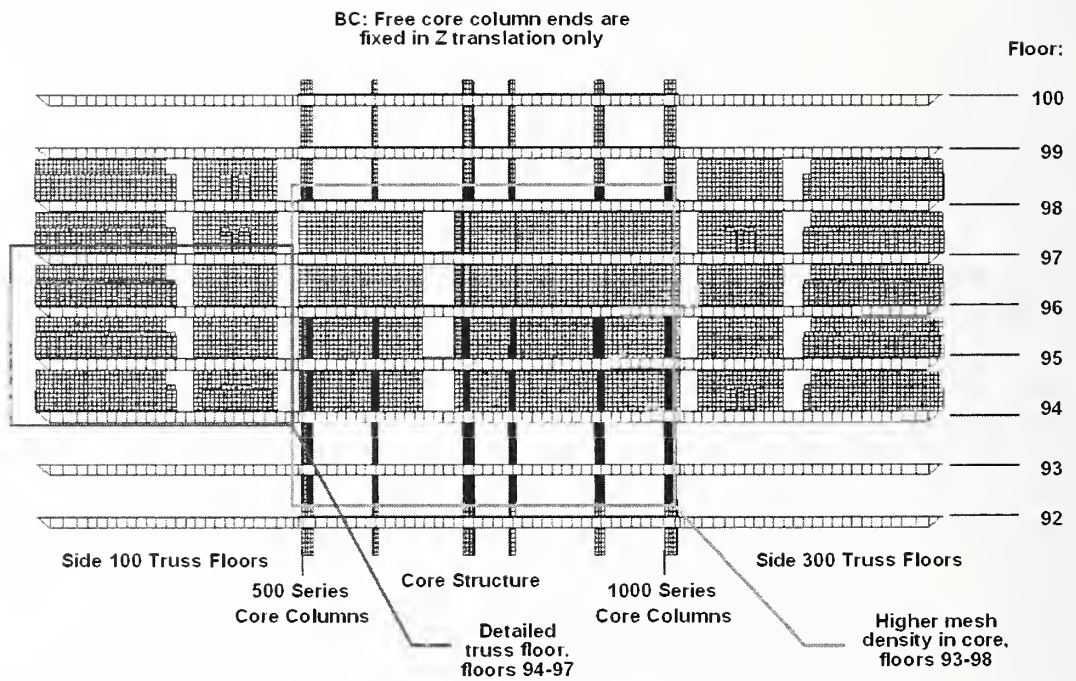 BC: Free core column ends are
fixed in Z translation only
Floor:
100
99
98
97
96
95
94
93
92
Side 100 Truss Floors
Core Structure
Side 300 Truss Floors
500 Series
Core Columns
1000 Series
Core Columns
Detailed
truss floor,
floors 94-97
Higher mesh
density in core,
floors 93-98